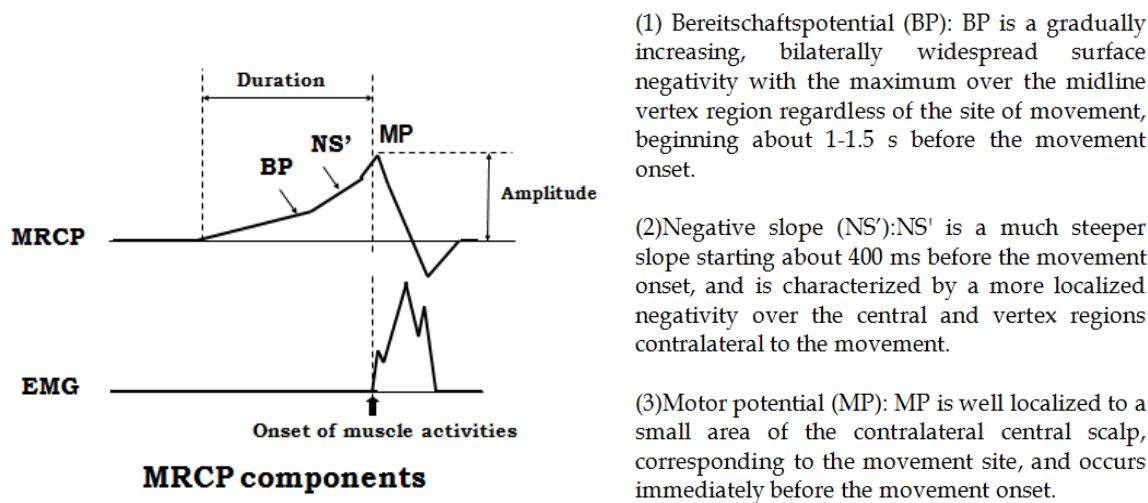 Duration
MP
NS’
BP
Amplitude
MRCP
EMG
Onset of muscle activities
MRCP components
(1) Bereitschaftspotential (BP): BP is a gradually
increasing, bilaterally widespread surface
negativity with the maximum over the midline
vertex region regardless of the site of movement,
beginning about 1-1.5 s before the movement
onset.
(2)Negative slope (NS’):NS' is a much steeper
slope starting about 400 ms before the movement
onset, and is characterized by a more localized
negativity over the central and vertex regions
contralateral to the movement.
(3)Motor potential (MP): MP is well localized to a
small area of the contralateral central scalp,
corresponding to the movement site, and occurs
immediately before the movement onset.